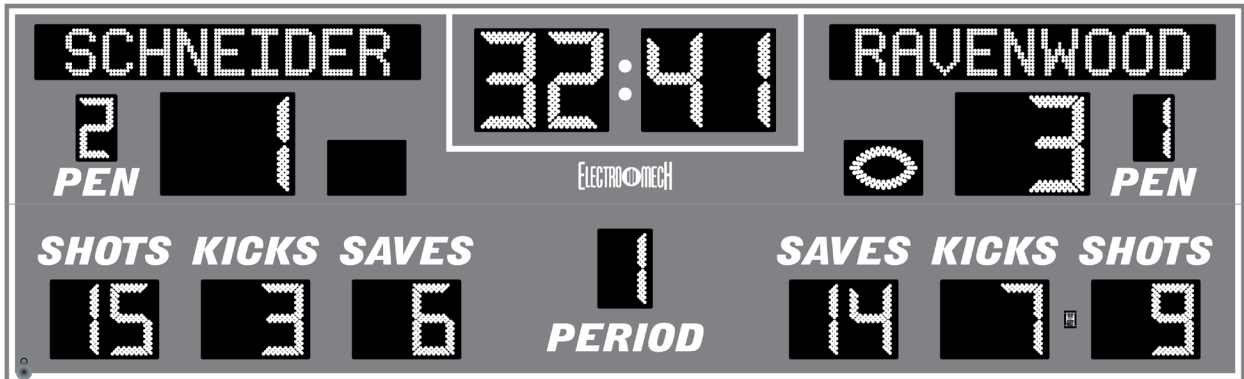 SCHNEIDER 32:41 RAVENWOOD
2 1 3 1
PEN ELECTRO MECH PEN
SHOTS KICKS SAVES 1 SAVES KICKS SHOTS
15 3 6 PERIOD 14 7 9